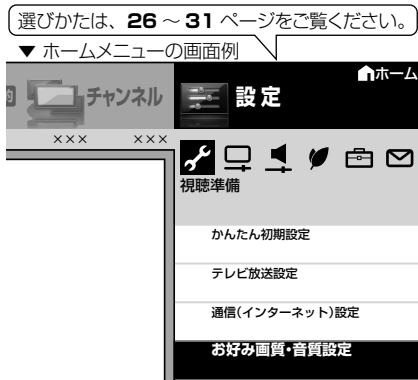 選びかたは、26～31ページをご覧ください。
▼ ホームメニューの画面例
ホーム
チャンネル
設定
××× ×××
視聴準備
かんたん初期設定
テレビ放送設定
通信(インターネット)設定
お好み画質・音質設定